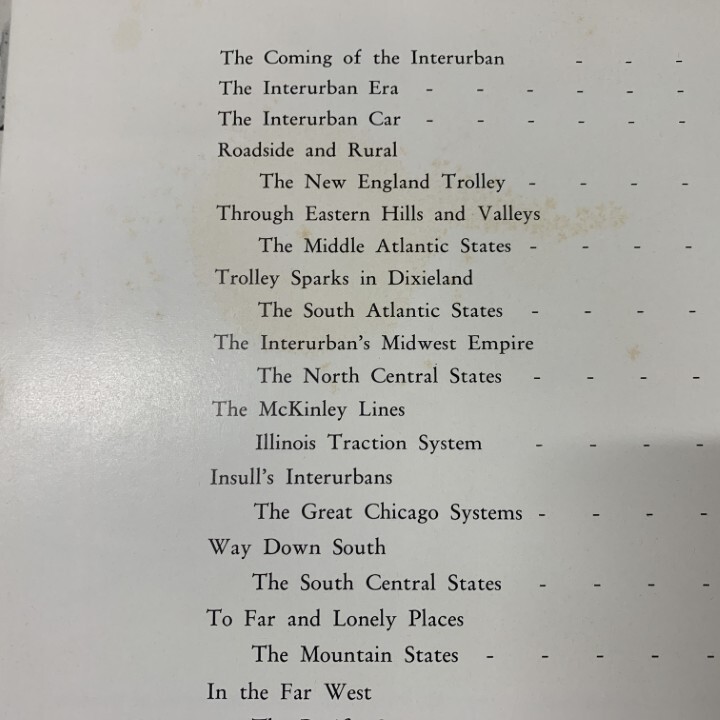 The Coming of the Interurban - - -
The Interurban Era - - - - - -
The Interurban Car - - - - - -
Roadside and Rural
The New England Trolley - - - -
Through Eastern Hills and Valleys
The Middle Atlantic States - - - -
Trolley Sparks in Dixieland
The South Atlantic States - - - -
The Interurban's Midwest Empire
The North Central States - - - -
The McKinley Lines
Illinois Traction System - - - -
Insull's Interurbans
The Great Chicago Systems - - - -
Way Down South
The South Central States - - - -
To Far and Lonely Places
The Mountain States - - - - -
In the Far West